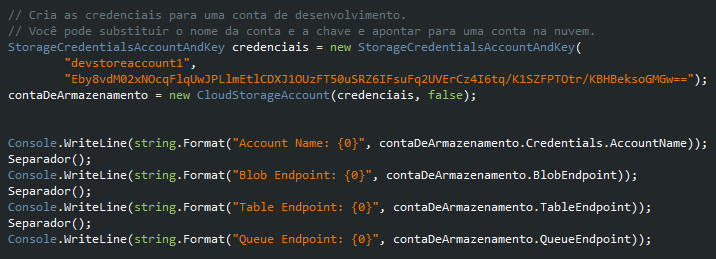 // Cria as credenciais para uma conta de desenvolvimento.
// Você pode substituir o nome da conta e a chave e apontar para uma conta na nuvem.
StorageCredentialsAccountAndKey credenciais = new StorageCredentialsAccountAndKey(
"devstoreaccount1",
"Eby8vdM02xNOcqFlqUwJPLlmEtlCDXJ1OUzFT50uSRZ6IFsuFq2UVErCz4I6tq/K1SZFPTOtr/KBHBeksoGMGw==");
contaDeArmazenamento = new CloudStorageAccount(credenciais, false);
Console.WriteLine(string.Format("Account Name: {0}", contaDeArmazenamento.Credentials.AccountName));
Separador();
Console.WriteLine(string.Format("Blob Endpoint: {0}", contaDeArmazenamento.BlobEndpoint));
Separador();
Console.WriteLine(string.Format("Table Endpoint: {0}", contaDeArmazenamento.TableEndpoint));
Separador();
Console.WriteLine(string.Format("Queue Endpoint: {0}", contaDeArmazenamento.QueueEndpoint));